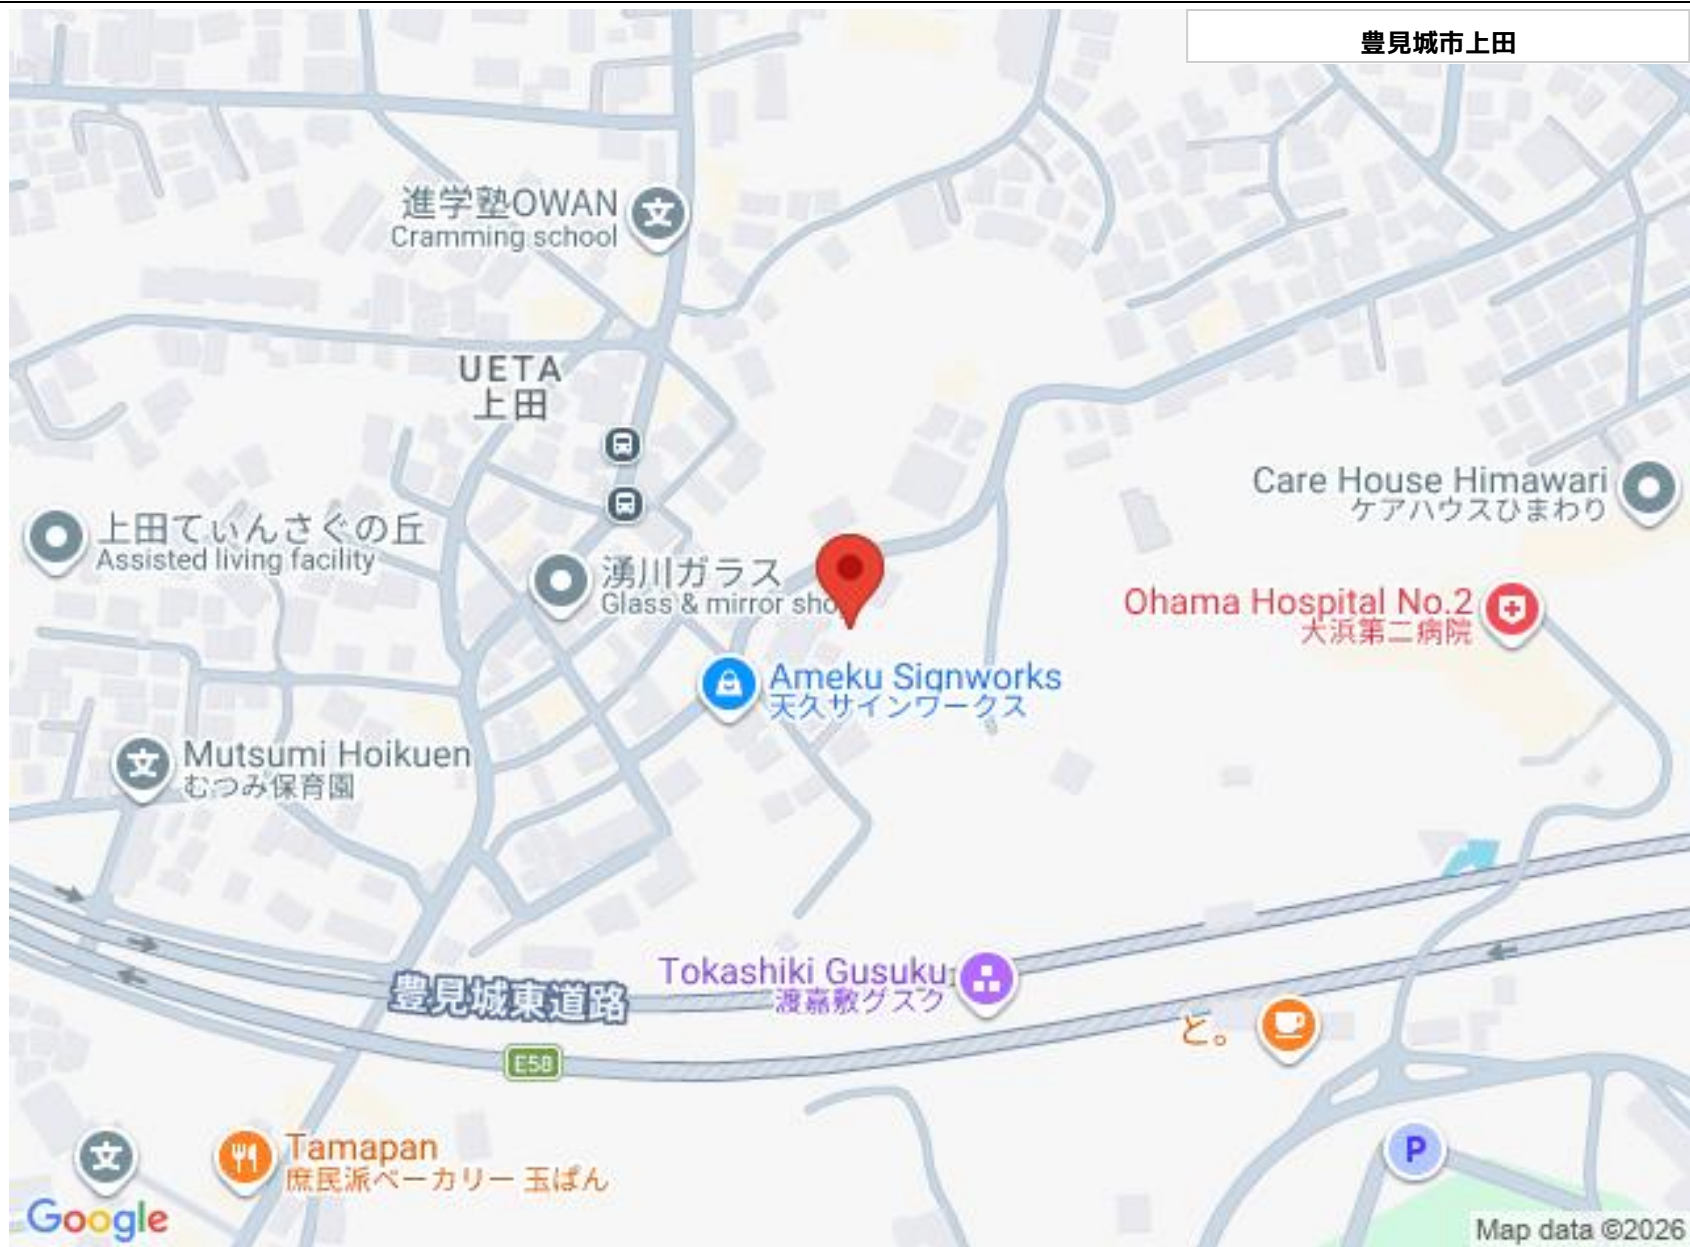 豊見城市上田
進学塾OWAN
Cramming school
UETA
上田
Care House Himawari
ケアハウスひまわり
上田てぃんさぐの丘
Assisted living facility
湧川ガラス
Glass & mirror sho
Ohama Hospital No.2
大浜第二病院
Ameku Signworks
天久サインワークス
Mutsumi Hoikuen
むつみ保育園
文
Tokashiki Gusuku
渡嘉敷グスク
豊見城東道路
と。
E58
Tamapan
庶民派ベーカリー 玉ぱん
P
文
Google
Map data ©2026